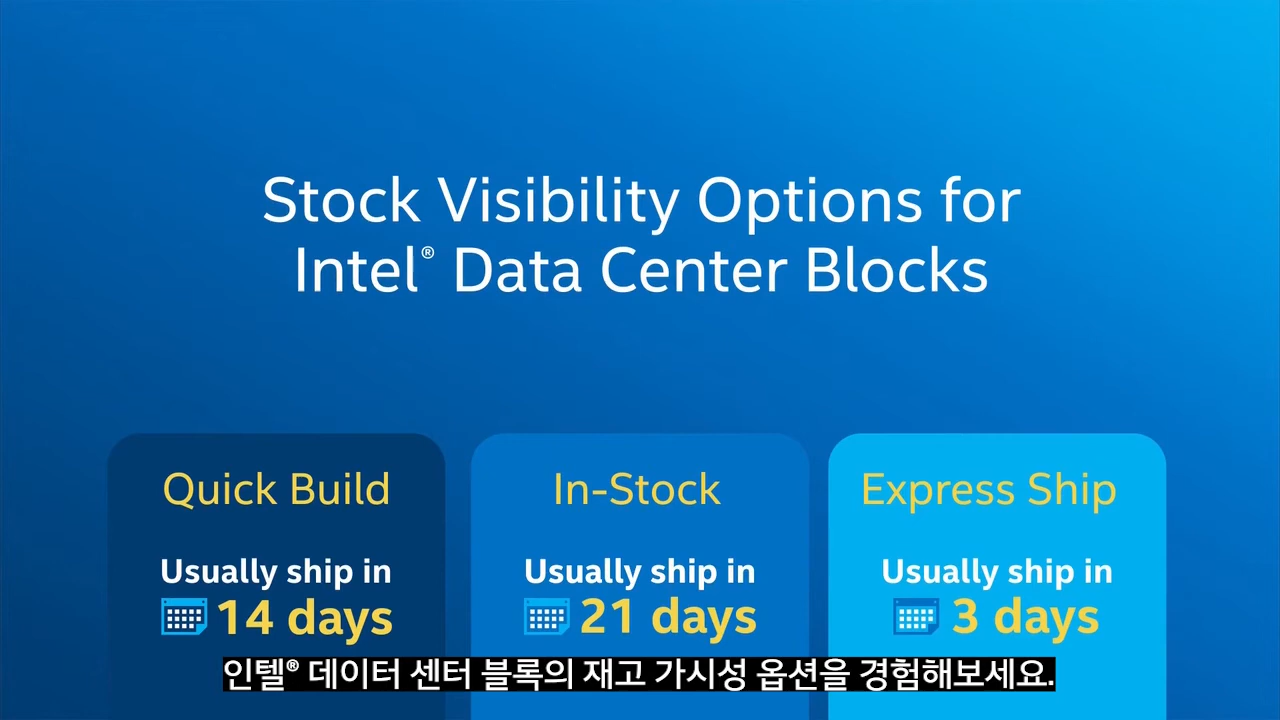 Stock Visibility Options for
Intel® Data Center Blocks
Quick Build
Usually ship in
14 days
In-Stock
Usually ship in
21 days
Express Ship
Usually ship in
3 days
인텔® 데이터 센터 블록의 재고 가시성 옵션을 경험해보세요.